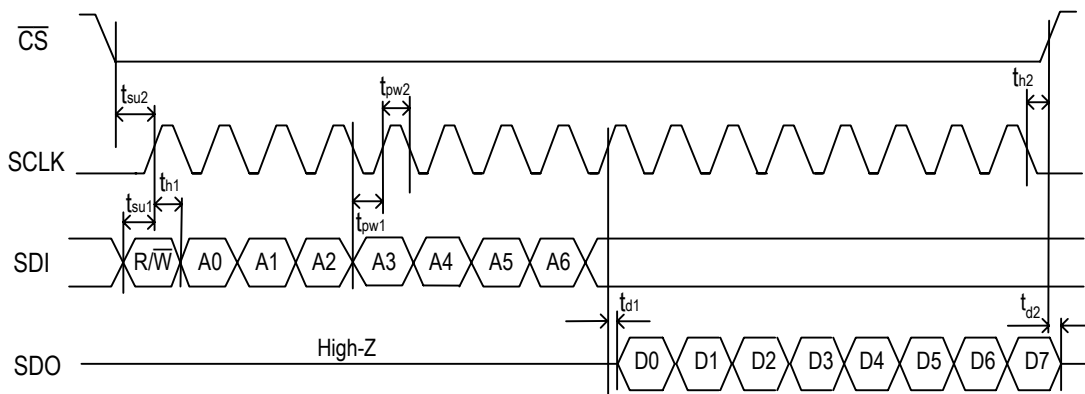 C̅S̅
tsu2
tpw2
th2
SCLK
tsu1
th1
tpw1
SDI
R/W̅ A0 A1 A2 A3 A4 A5 A6
td1
td2
SDO
High-Z
D0 D1 D2 D3 D4 D5 D6 D7